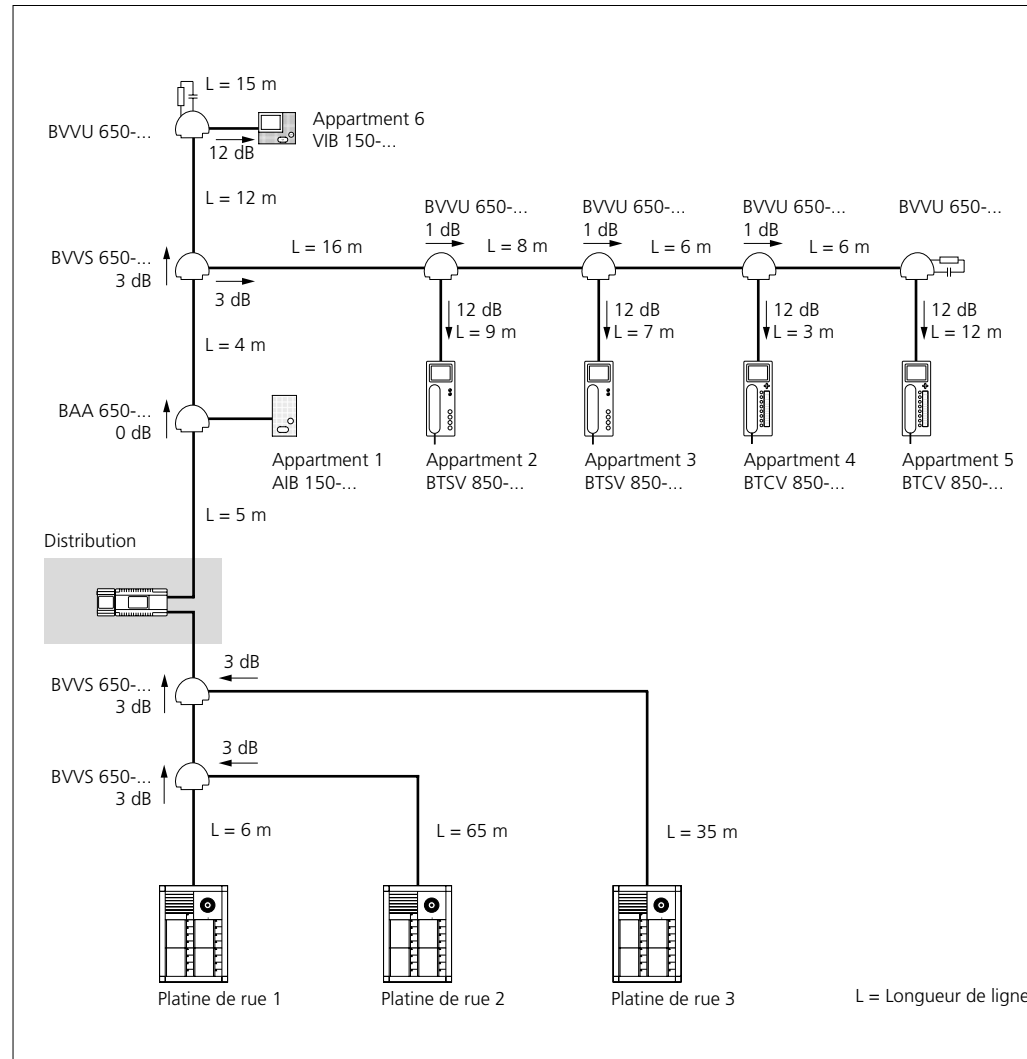 L = 15 m
BVVU 650-...
Appartment 6
VIB 150-...
12 dB
L = 12 m
BVVU 650-...
BVVU 650-...
BVVU 650-...
BVVU 650-...
1 dB
1 dB
1 dB
L = 16 m
L = 8 m
L = 6 m
L = 6 m
BVVS 650-...
3 dB
3 dB
12 dB
L = 9 m
12 dB
L = 7 m
12 dB
L = 3 m
12 dB
L = 12 m
L = 4 m
BAA 650-...
0 dB
Appartment 1
AIB 150-...
Appartment 2
BTSV 850-...
Appartment 3
BTSV 850-...
Appartment 4
BTCV 850-...
Appartment 5
BTCV 850-...
L = 5 m
Distribution
3 dB
BVVS 650-...
3 dB
3 dB
BVVS 650-...
3 dB
L = 6 m
L = 65 m
L = 35 m
Platine de rue 1
Platine de rue 2
Platine de rue 3
L = Longueur de ligne